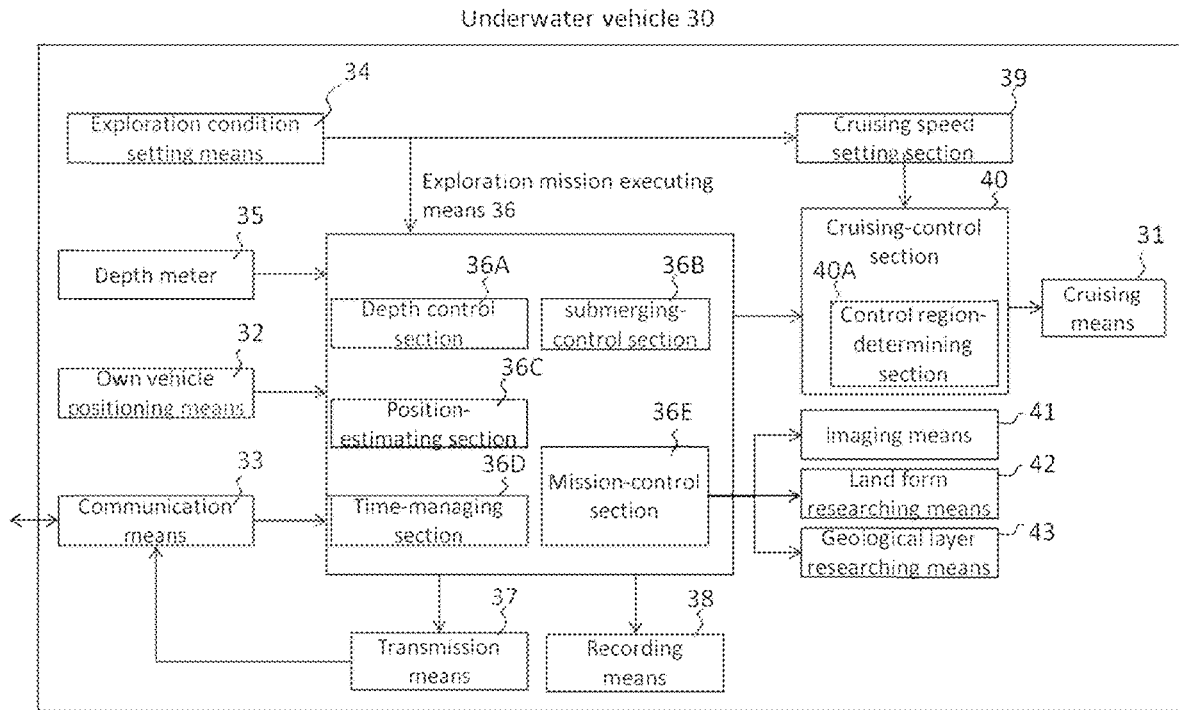 Underwater vehicle 30
34
Exploration condition
setting means
39
Cruising speed
setting section
Exploration mission executing
means 36
40
Cruising-control
section
40A
Control region-
determining
section
31
Cruising
means
35
Depth meter
36A
Depth control
section
36B
submerging-
control section
32
Own vehicle
positioning means
36C
Position-
estimating section
36E
Mission-control
section
33
Communication
means
36D
Time-managing
section
41
Imaging means
42
Land form
researching means
43
Geological layer
researching means
37
Transmission
means
38
Recording
means